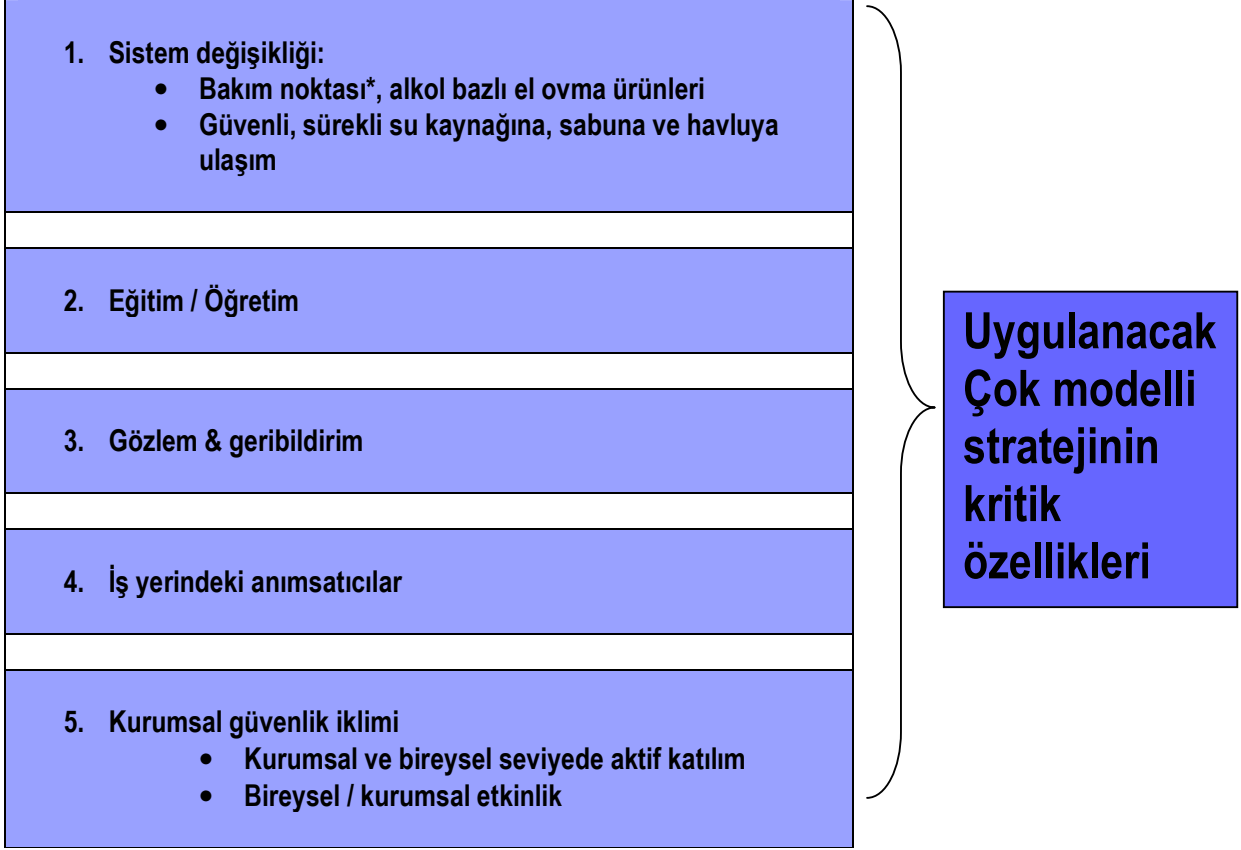 1. Sistem değişikliği:
• Bakım noktası*, alkol bazlı el ovma ürünleri
• Güvenli, sürekli su kaynağına, sabuna ve havluya
ulaşım
2. Eğitim / Öğretim
3. Gözlem & geribildirim
4. İş yerindeki anımsatıcılar
5. Kurumsal güvenlik iklimi
• Kurumsal ve bireysel seviyede aktif katılım
• Bireysel / kurumsal etkinlik
Uygulanacak
Çok modelli
stratejinin
kritik
özellikleri